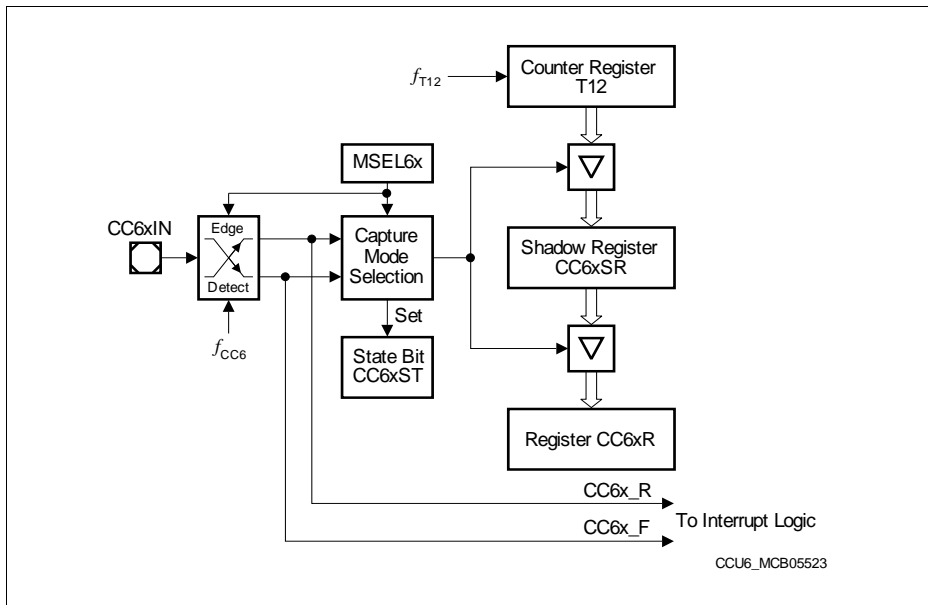 Counter Register
T12
fT12
MSEL6x
CC6xIN
Edge
Detect
Capture
Mode
Selection
Shadow Register
CC6xSR
Set
fCC6
State Bit
CC6xST
Register CC6xR
CC6x_R
To Interrupt Logic
CC6x_F
CCU6_MCB05523